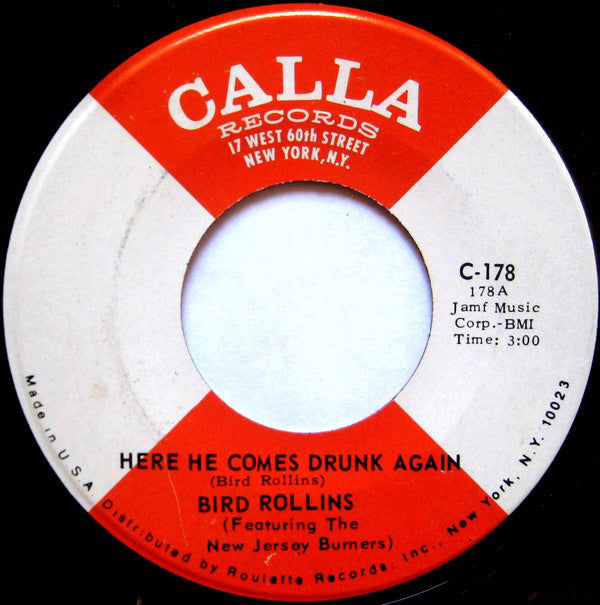 CALLA
RECORDS
17 WEST 60th STREET
NEW YORK, N.Y.
C-178
178A
Jamf Music
Corp.-BMI
Time: 3:00
HERE HE COMES DRUNK AGAIN
(Bird Rollins)
BIRD ROLLINS
(Featuring The
New Jersey Burners)
Made in U.S.A. Distributed by Roulette Records, Inc., New York, N.Y. 10023